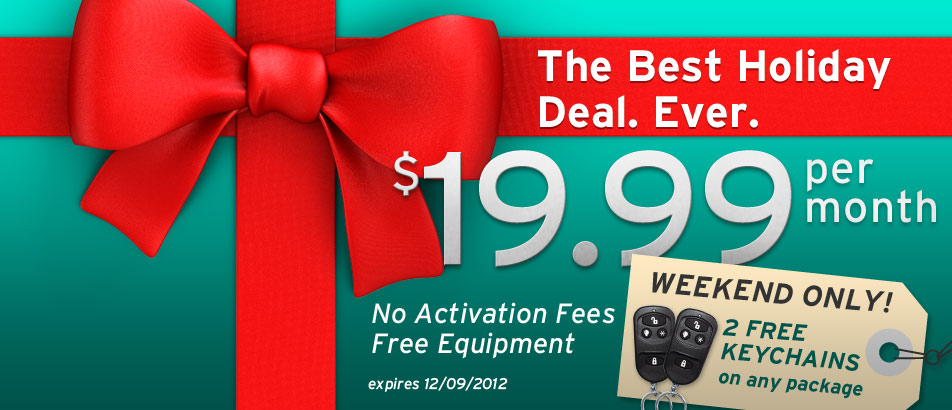 The Best Holiday
Deal. Ever.
$19.99 per
month
No Activation Fees
Free Equipment
expires 12/09/2012
WEEKEND ONLY!
2 FREE
KEYCHAINS
on any package